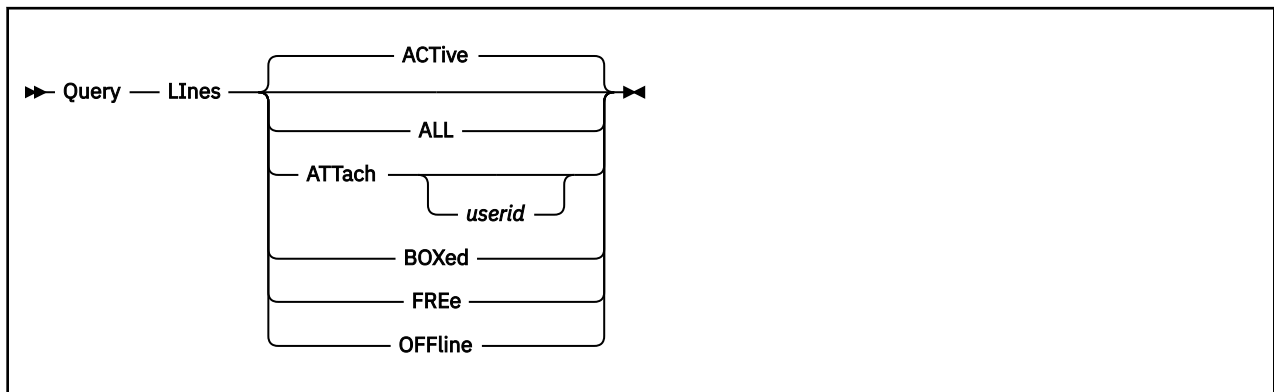 ACTive
Query LInes
ALL
ATTach
userid
BOXed
FREe
OFFline